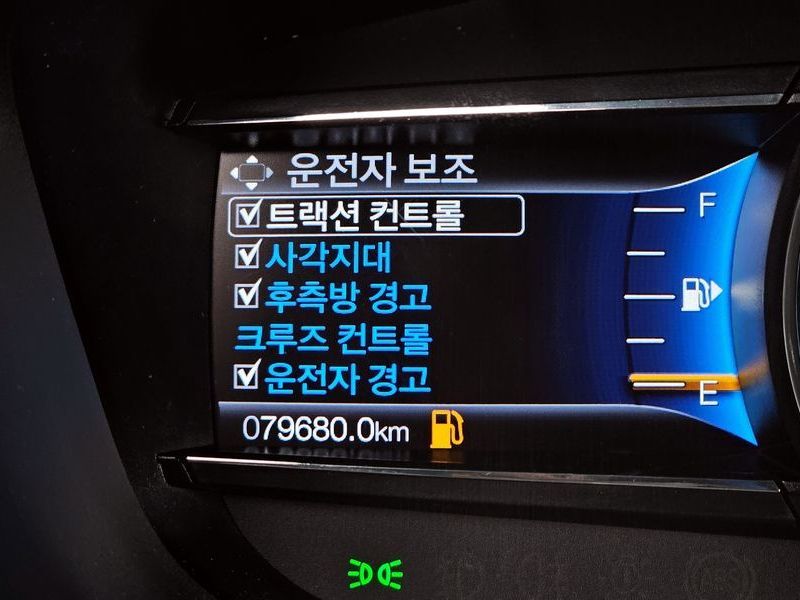 운전자 보조
트랙션 컨트롤
사각지대
후측방 경고
크루즈 컨트롤
운전자 경고
F
E
079680.0km